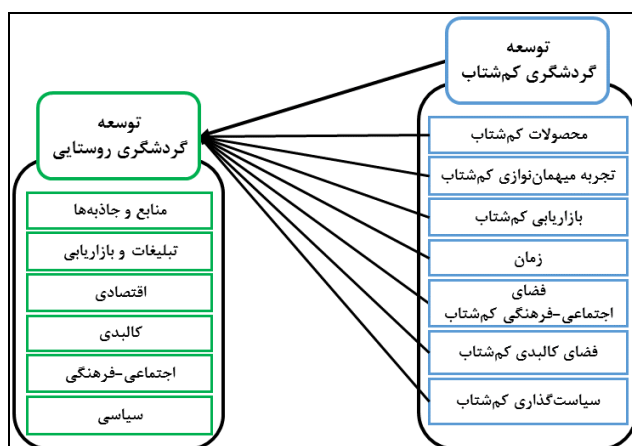 توسعه
گردشگری کم‌شتاب
محصولات کم‌شتاب
تجربه میهمان‌نوازی کم‌شتاب
بازاریابی کم‌شتاب
زمان
فضای
اجتماعی-فرهنگی کم‌شتاب
فضای کالبدی کم‌شتاب
سیاست‌گذاری کم‌شتاب
توسعه
گردشگری روستایی
منابع و جاذبه‌ها
تبلیغات و بازاریابی
اقتصادی
کالبدی
اجتماعی-فرهنگی
سیاسی